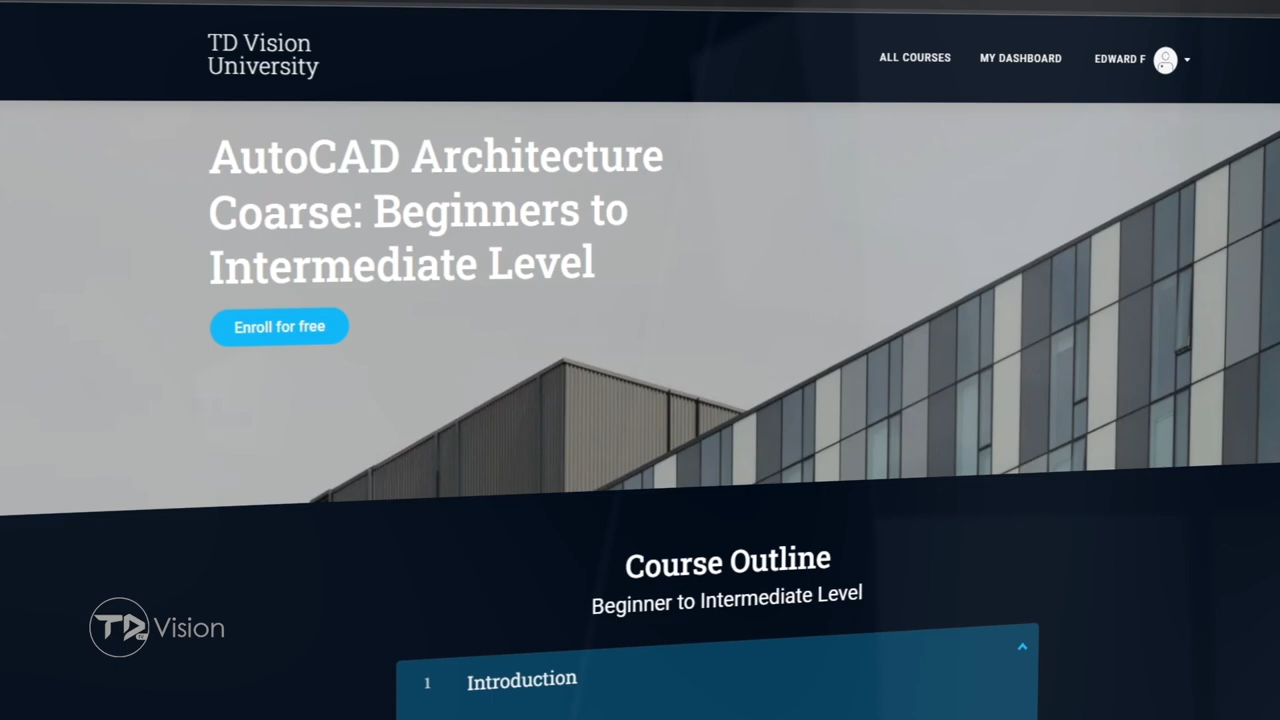 TD Vision
University
ALL COURSES
MY DASHBOARD
EDWARD F
AutoCAD Architecture
Coarse: Beginners to
Intermediate Level
Enroll for free
Course Outline
Beginner to Intermediate Level
TD Vision
1 Introduction